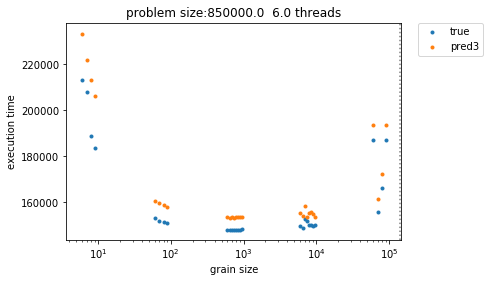 problem size:850000.0  6.0 threads
true
pred3
execution time
220000
200000
180000
160000
10¹
10²
10³
10⁴
10⁵
grain size